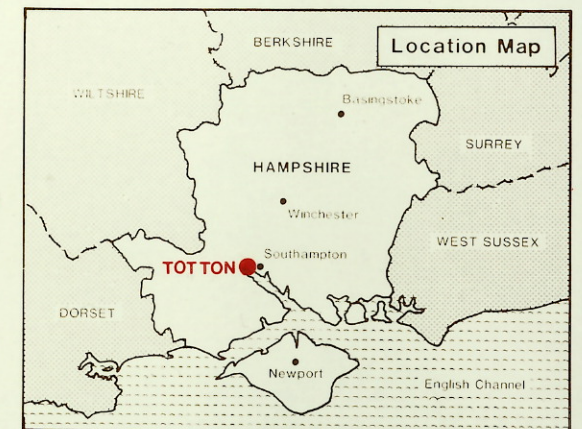 BERKSHIRE
Location Map
WILTSHIRE
Basingstoke
SURREY
HAMPSHIRE
Winchester
WEST SUSSEX
Southampton
TOTTON
DORSET
Newport
English Channel